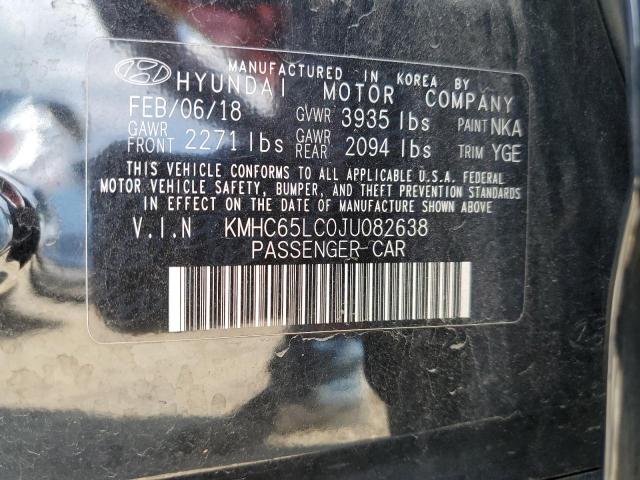 MANUFACTURED IN KOREA BY
HYUNDAI MOTOR COMPANY
FEB/06/18 GVWR 3935 lbs PAINT NKA
GAWR FRONT 2271 lbs GAWR REAR 2094 lbs TRIM YGE
THIS VEHICLE CONFORMS TO ALL APPLICABLE U.S.A. FEDERAL
MOTOR VEHICLE SAFETY, BUMPER, AND THEFT PREVENTION STANDARDS
IN EFFECT ON THE DATE OF MANUFACTURE SHOWN ABOVE.
V.I.N KMHC65LC0JU082638
PASSENGER CAR